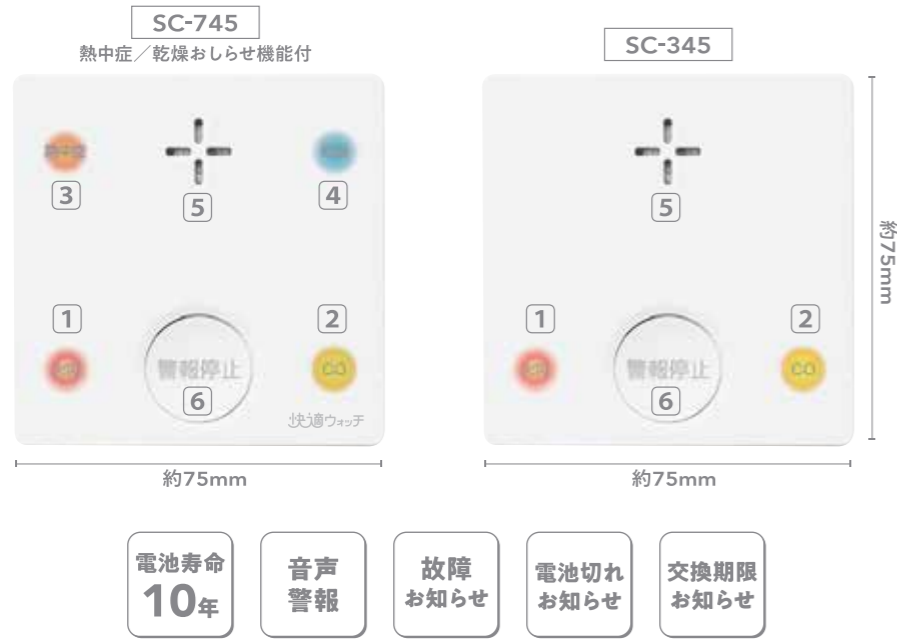 SC-745
熱中症／乾燥おしらせ機能付
SC-345
3
5
4
5
1
2
1
2
警報停止
警報停止
CO
CO
6
6
快適ウォッチ
約75mm
約75mm
約75mm
電池寿命
10年
音声
警報
故障
お知らせ
電池切れ
お知らせ
交換期限
お知らせ